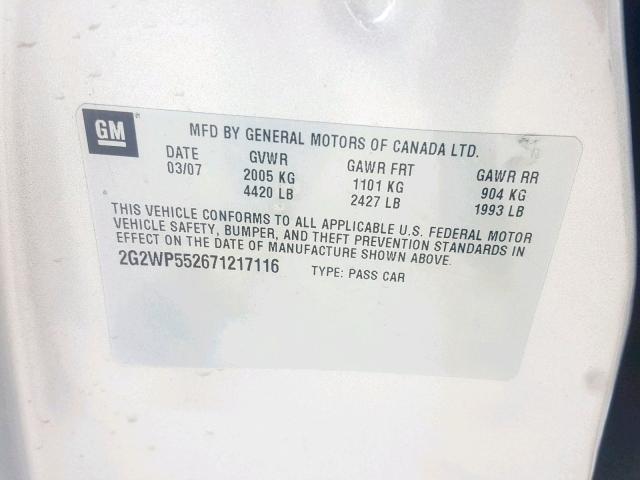 GM
MFD BY GENERAL MOTORS OF CANADA LTD.
DATE GVWR GAWR FRT GAWR RR
03/07 2005 KG 1101 KG 904 KG
4420 LB 2427 LB 1993 LB
THIS VEHICLE CONFORMS TO ALL APPLICABLE U.S. FEDERAL MOTOR
VEHICLE SAFETY, BUMPER, AND THEFT PREVENTION STANDARDS IN
EFFECT ON THE DATE OF MANUFACTURE SHOWN ABOVE.
2G2WP552671217116 TYPE: PASS CAR